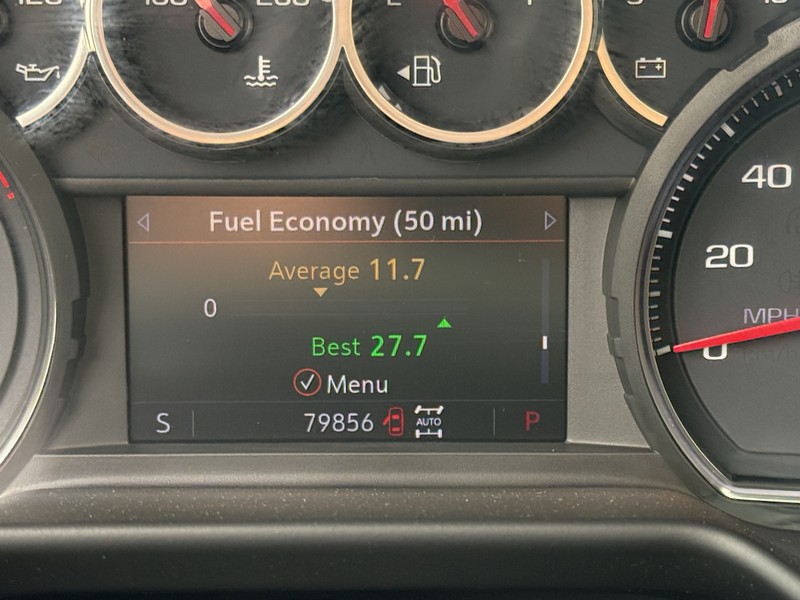 Fuel Economy (50 mi)
Average 11.7
0
Best 27.7
Menu
S 79856 AUTO P
40
20
MPH
0